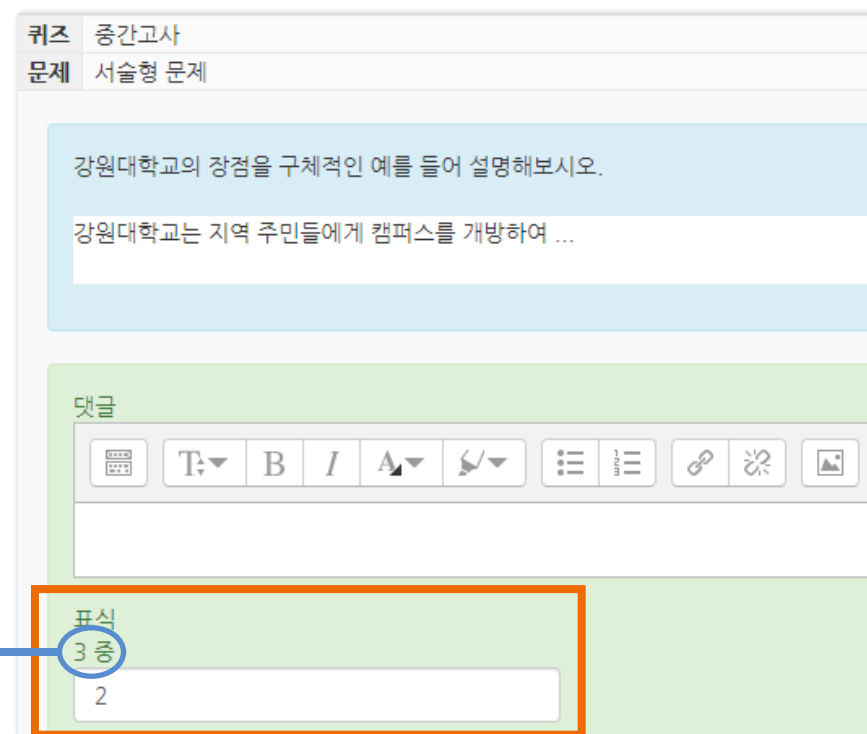 퀴즈 중간고사
문제 서술형 문제
강원대학교의 장점을 구체적인 예를 들어 설명해보시오.
강원대학교는 지역 주민들에게 캠퍼스를 개방하여 ...
댓글
표식
3 중
2